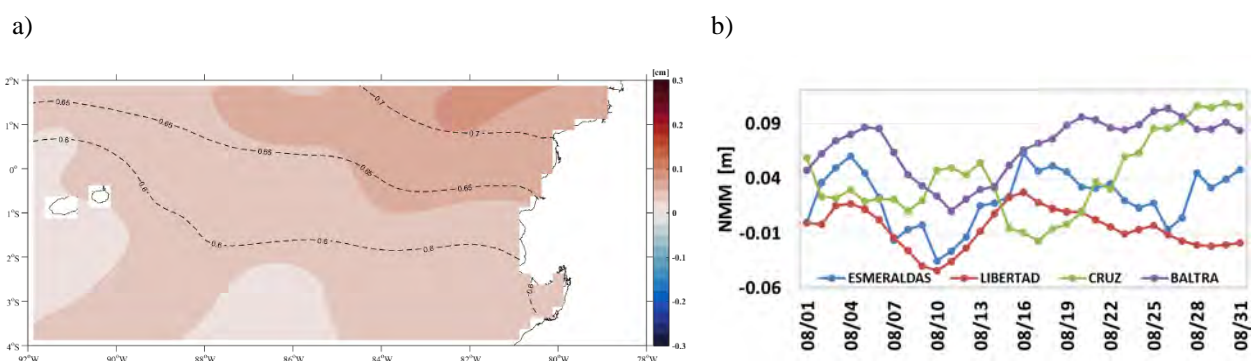 a)
b)
[cm]
2°N
1°N
0°
1°S
2°S
3°S
4°S
92°W
90°W
88°W
86°W
84°W
82°W
80°W
78°W
0.65
0.65
0.65
0.65
0.7
0.7
0.6
0.6
0.6
0.6
0.6
0.3
0.2
0.1
0
-0.1
-0.2
-0.3
NMM [m]
0.09
0.04
-0.01
-0.06
ESMERALDAS LIBERTAD CRUZ BALTRA
08/01
08/04
08/07
08/10
08/13
08/16
08/19
08/22
08/25
08/28
08/31